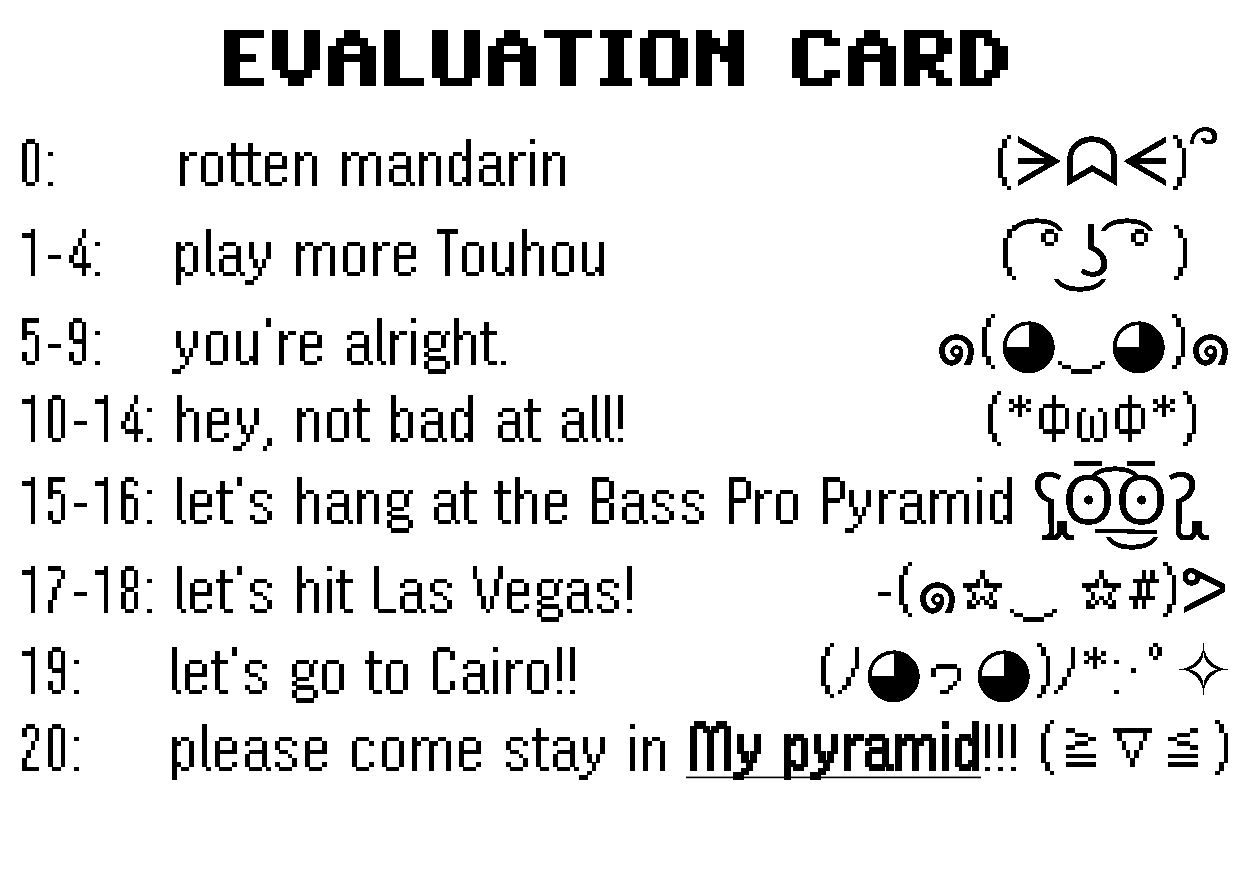 EVALUATION CARD
0: rotten mandarin (ᗒᗣᗕ)՞
1-4: play more Touhou ( ͡° ͜ʖ ͡° )
5-9: you're alright. ๑(◕‿◕)๑
10-14: hey, not bad at all! (*ΦωΦ*)
15-16: let's hang at the Bass Pro Pyramid
17-18: let's hit Las Vegas! -(๑☆‿ ☆#)ᕗ
19: let's go to Cairo!! (ﾉ◕ヮ◕)ﾉ*:･ﾟ✧
20: please come stay in My pyramid!!! (≧▽≦)